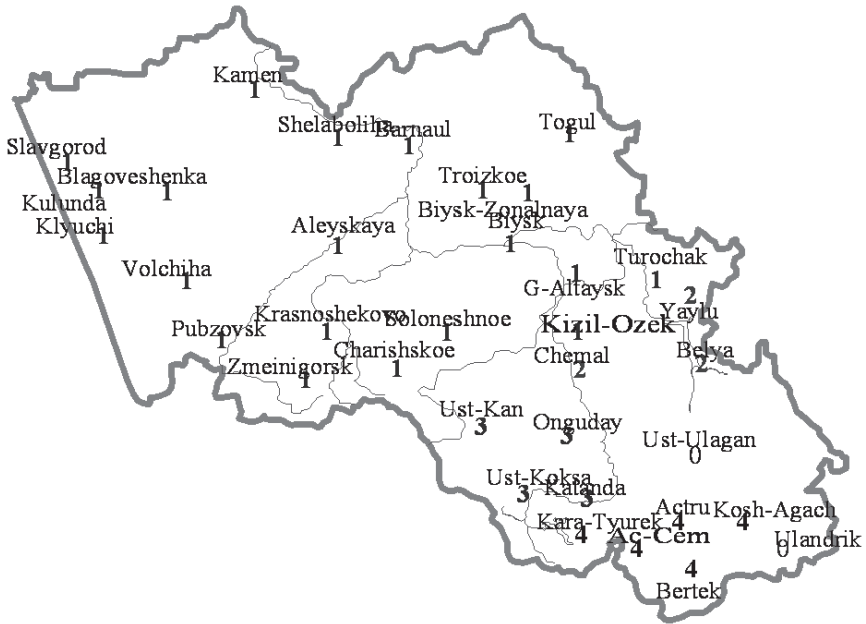 Kamen
1
Shelaboliha
1
Barnaul
1
Togul
1
Slavgorod
1
Blagoveshenka
1
1
Kulunda
Klyuchi
1
Troizkoe
1
1
Biysk-Zonalnaya
Biysk
1
Aleyskaya
1
Volchiha
1
Turochak
1
1
G-Altaysk
2
Yaylu
Krasnoshekovo
1
Soloneshnoe
1
Kizil-Ozek
1
Pubzovsk
1
Charishskoe
1
Chemal
2
Belya
2
Zmeinigorsk
1
Ust-Kan
3
Onguday
3
Ust-Ulagan
0
Ust-Koksa
3
Katanda
3
Actru
4
Kosh-Agach
4
Kara-Tyurek
4
Ac-Cem
4
Ulandrik
0
4
Bertek